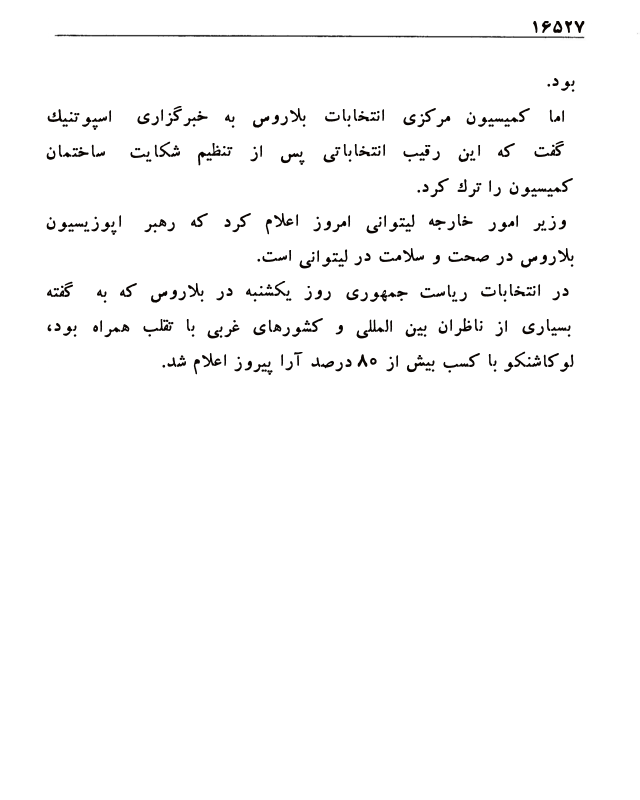 ۱۶۵۲۷
بود.
اما کمیسیون مرکزی انتخابات بلاروس به خبرگزاری اسپوتنیك
گفت که این رقیب انتخاباتی پس از تنظیم شکایت ساختمان
کمیسیون را ترك کرد.
وزیر امور خارجه لیتوانی امروز اعلام کرد که رهبر اپوزیسیون
بلاروس در صحت و سلامت در لیتوانی است.
در انتخابات ریاست جمهوری روز یکشنبه در بلاروس که به گفته
بسیاری از ناظران بین المللی و کشورهای غربی با تقلب همراه بود،
لوکاشنکو با کسب بیش از ۸۰ درصد آرا پیروز اعلام شد.